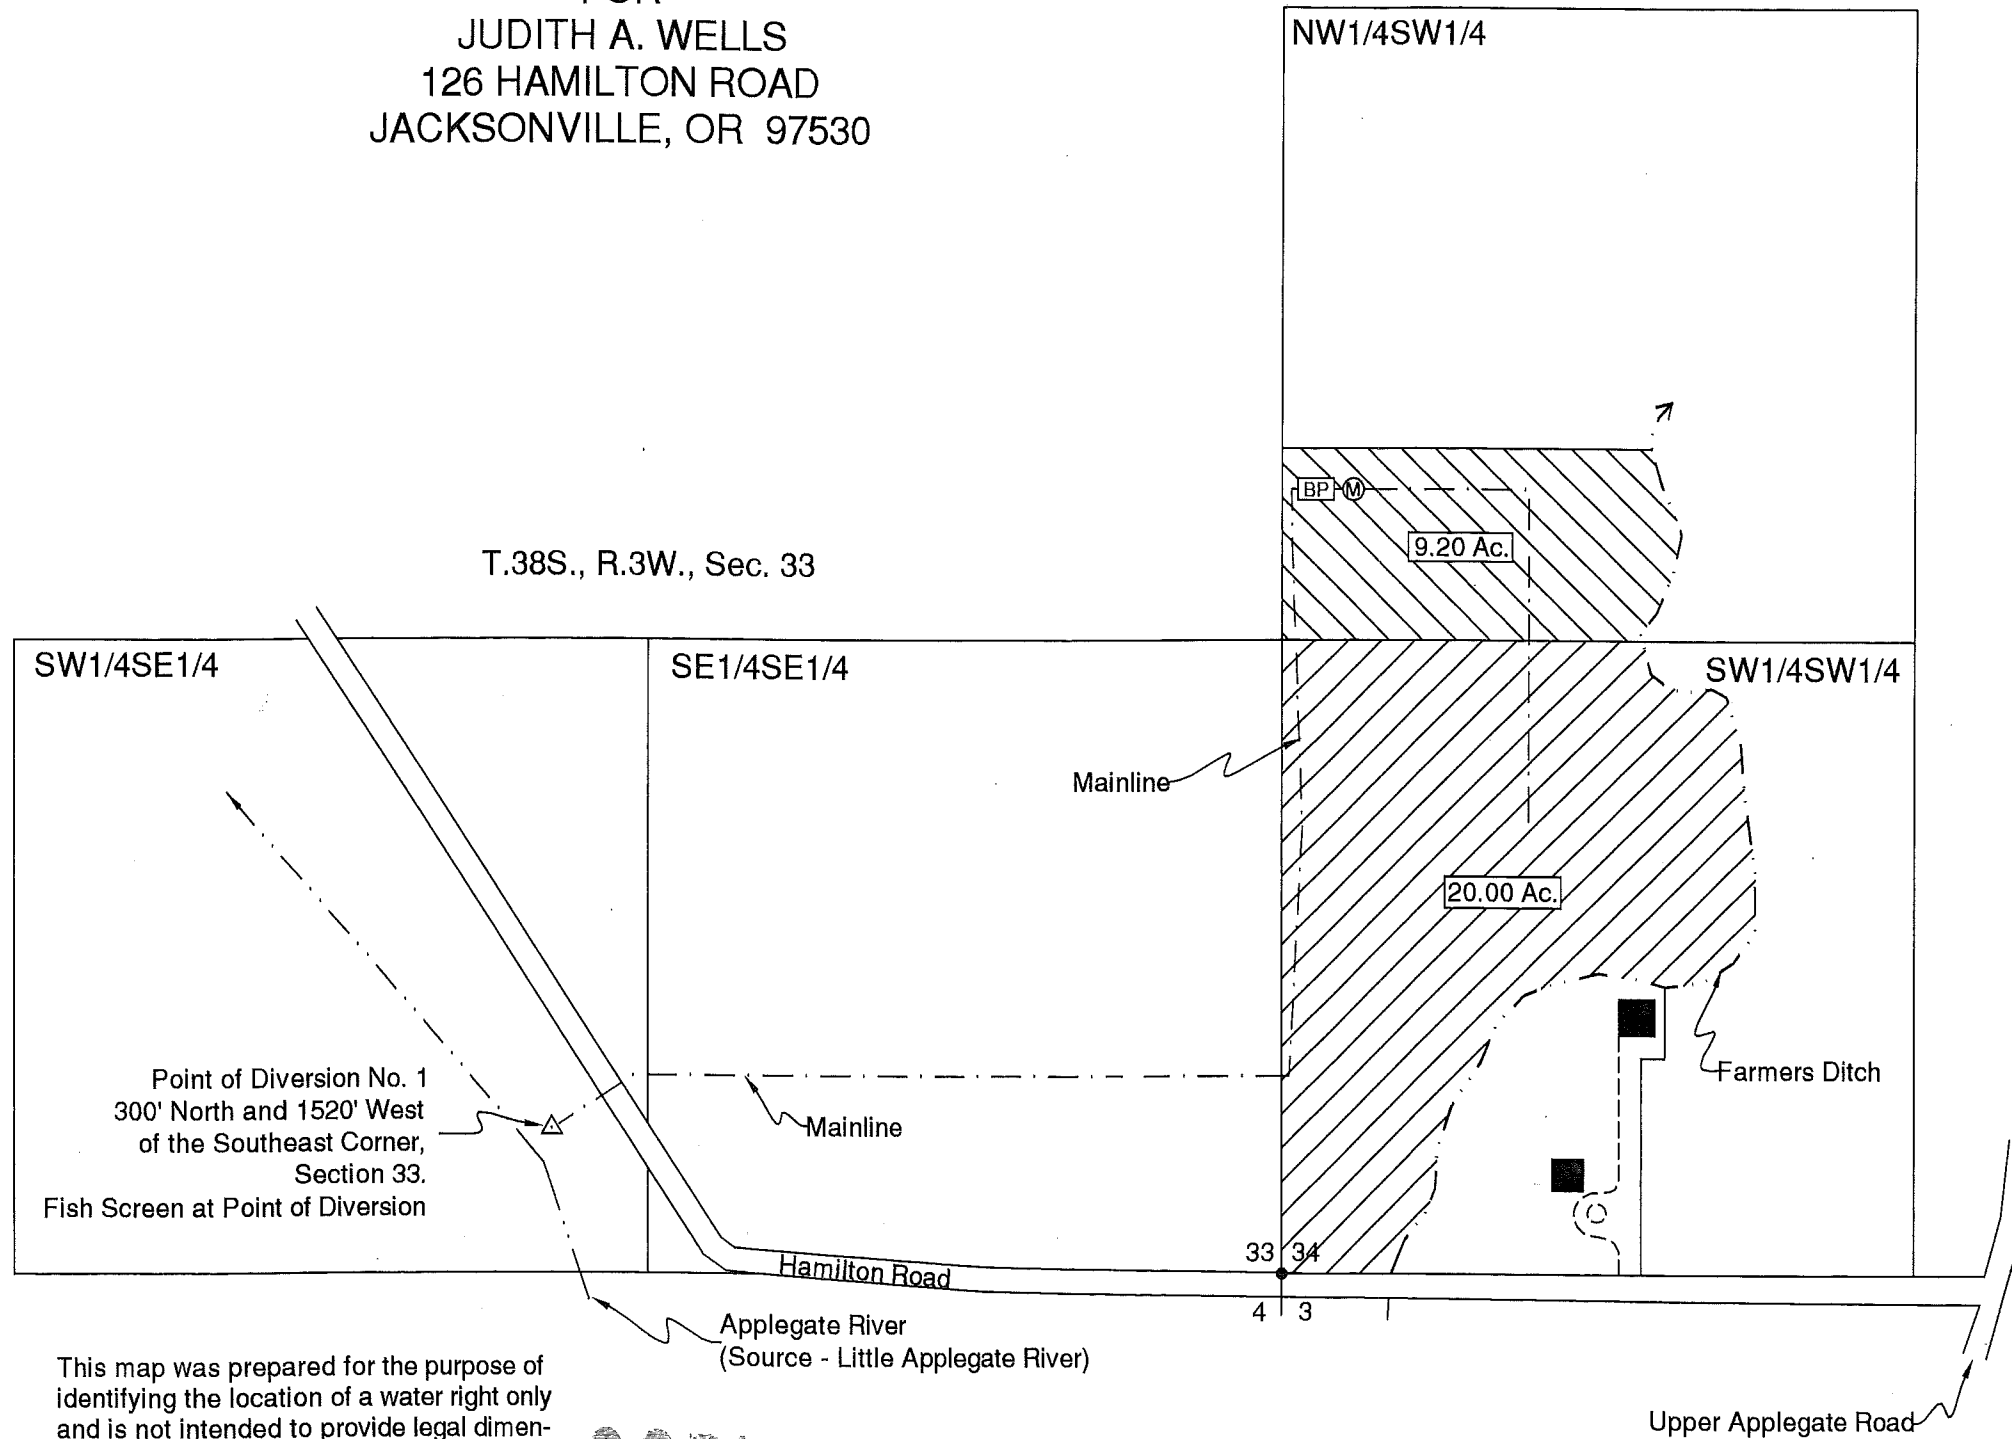 FOR
JUDITH A. WELLS
126 HAMILTON ROAD
JACKSONVILLE, OR 97530
NW1/4SW1/4
BP M
9.20 Ac.
T.38S., R.3W., Sec. 33
SW1/4SE1/4
SE1/4SE1/4
SW1/4SW1/4
Mainline
20.00 Ac.
Farmers Ditch
Point of Diversion No. 1
300' North and 1520' West
of the Southeast Corner,
Section 33.
Fish Screen at Point of Diversion
Mainline
33 34
4 3
Hamilton Road
Applegate River
(Source - Little Applegate River)
This map was prepared for the purpose of
identifying the location of a water right only
and is not intended to provide legal dimen-
Upper Applegate Road